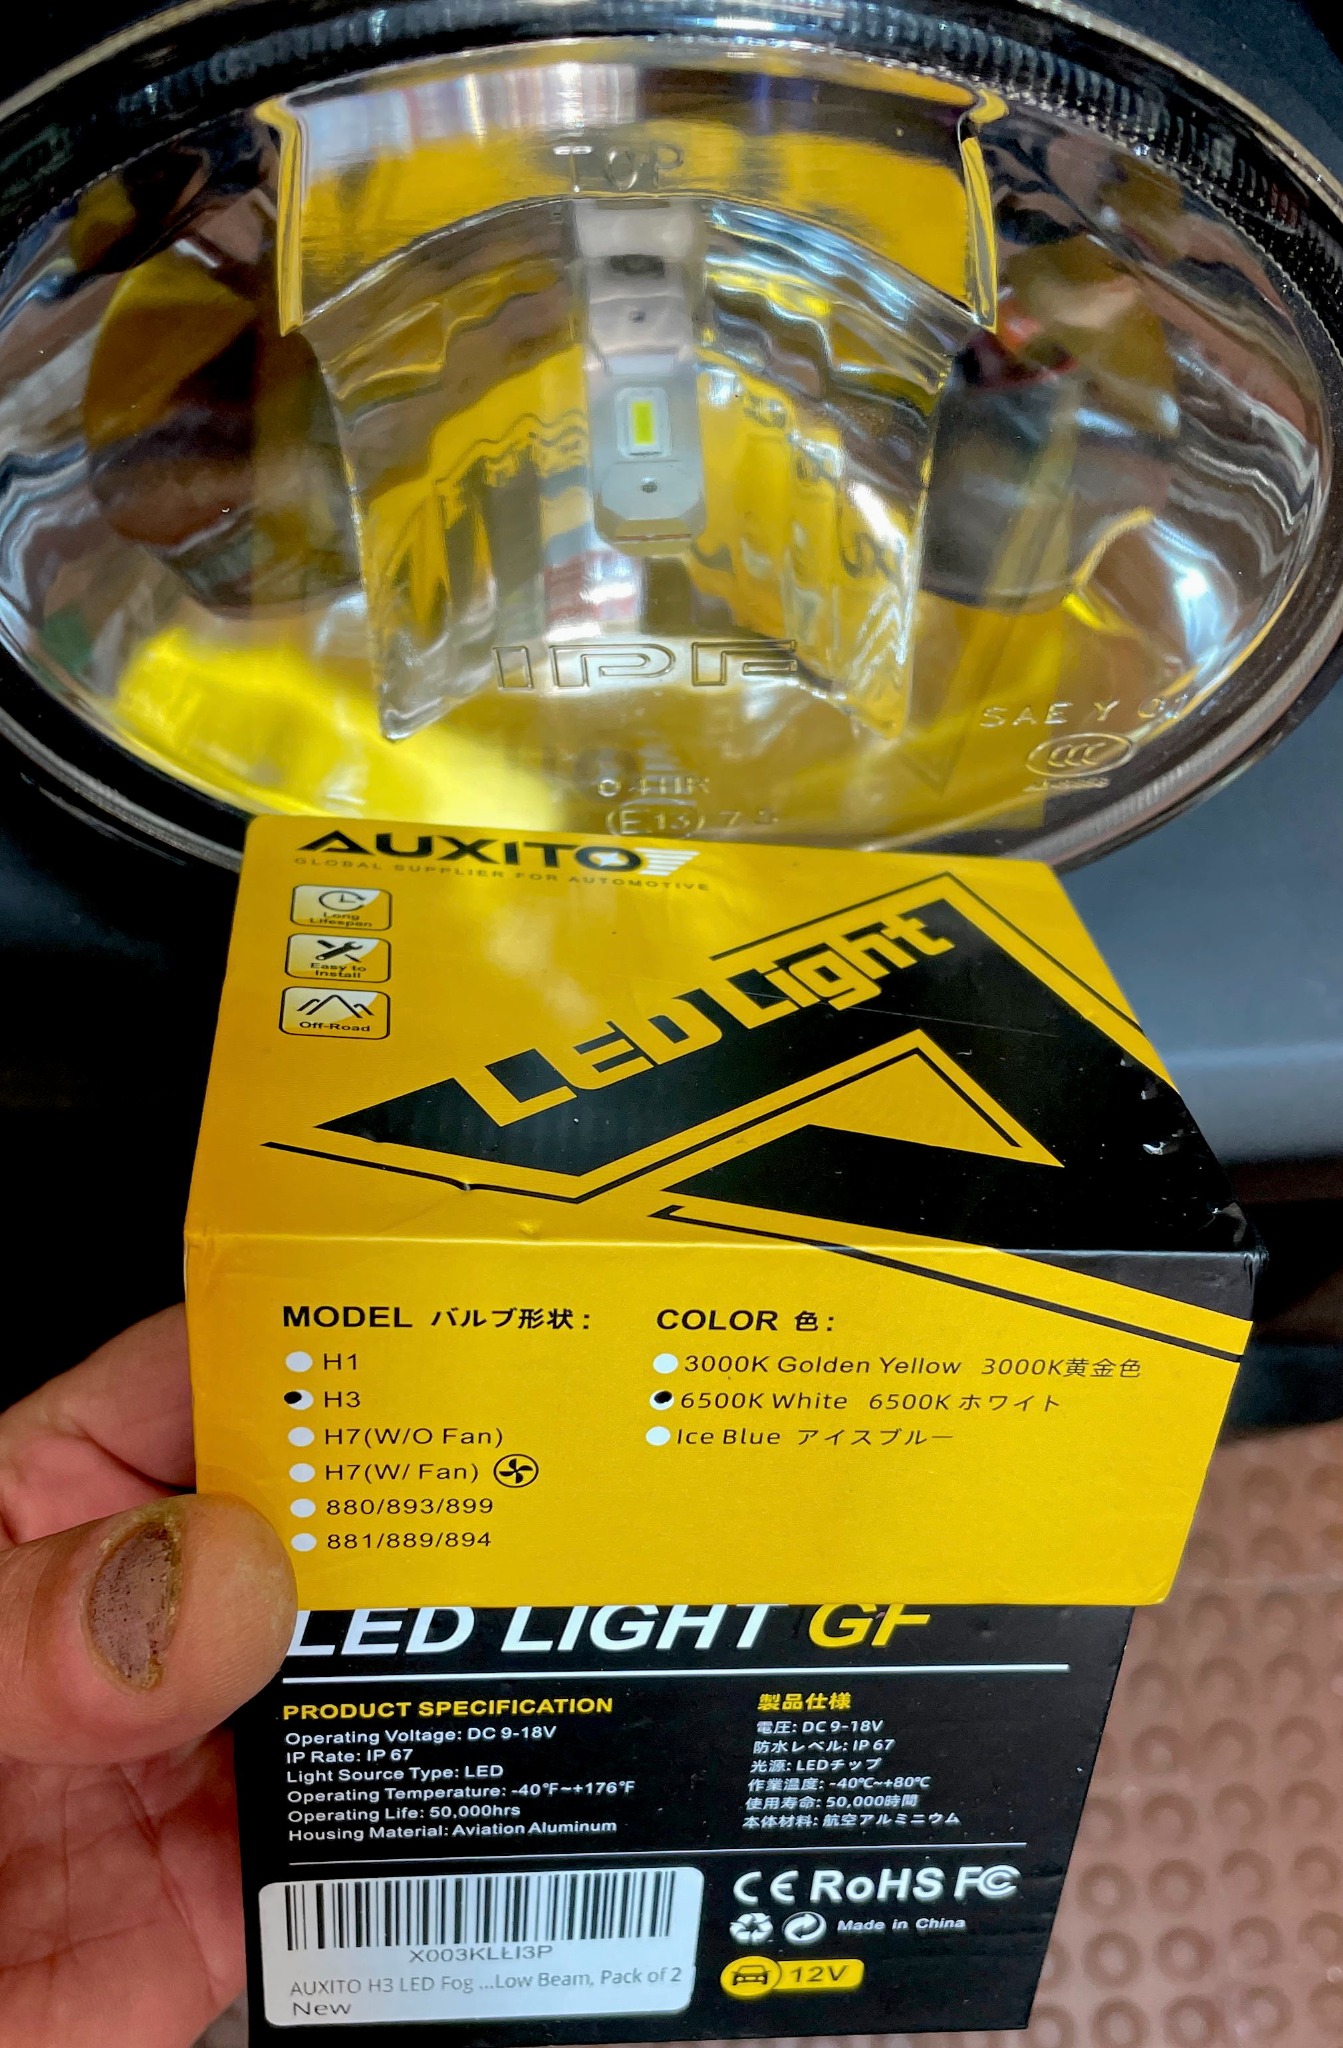 TOP
IPF
SAE Y
CCC
04HR
E13
AUXITO
GLOBAL SUPPLIER FOR AUTOMOTIVE
Long
Lifespan
Easy to
Install
Off-Road
LED Light
MODEL バルブ形状:
H1
H3
H7(W/O Fan)
H7(W/ Fan)
880/893/899
881/889/894
COLOR 色:
3000K Golden Yellow 3000K黄金色
6500K White 6500K ホワイト
Ice Blue アイスブルー
LED LIGHT GF
PRODUCT SPECIFICATION
Operating Voltage: DC 9-18V
IP Rate: IP 67
Light Source Type: LED
Operating Temperature: -40℉~+176℉
Operating Life: 50,000hrs
Housing Material: Aviation Aluminum
製品仕様
電圧: DC 9-18V
防水レベル: IP 67
光源: LEDチップ
作業温度: -40℃~+80℃
使用寿命: 50,000時間
本体材料: 航空アルミニウム
X003KLLI3P
AUXITO H3 LED Fog ...Low Beam, Pack of 2
New
CE RoHS FC
Made in China
12V